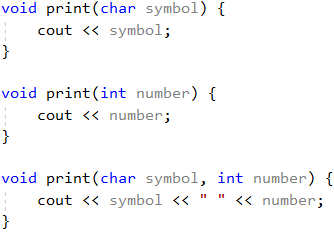 void print(char symbol) {
    cout << symbol;
}

void print(int number) {
    cout << number;
}

void print(char symbol, int number) {
    cout << symbol << " " << number;
}